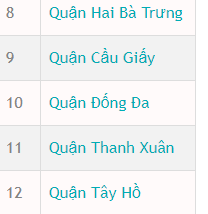 8 Quận Hai Bà Trưng
9 Quận Cầu Giấy
10 Quận Đống Đa
11 Quận Thanh Xuân
12 Quận Tây Hồ